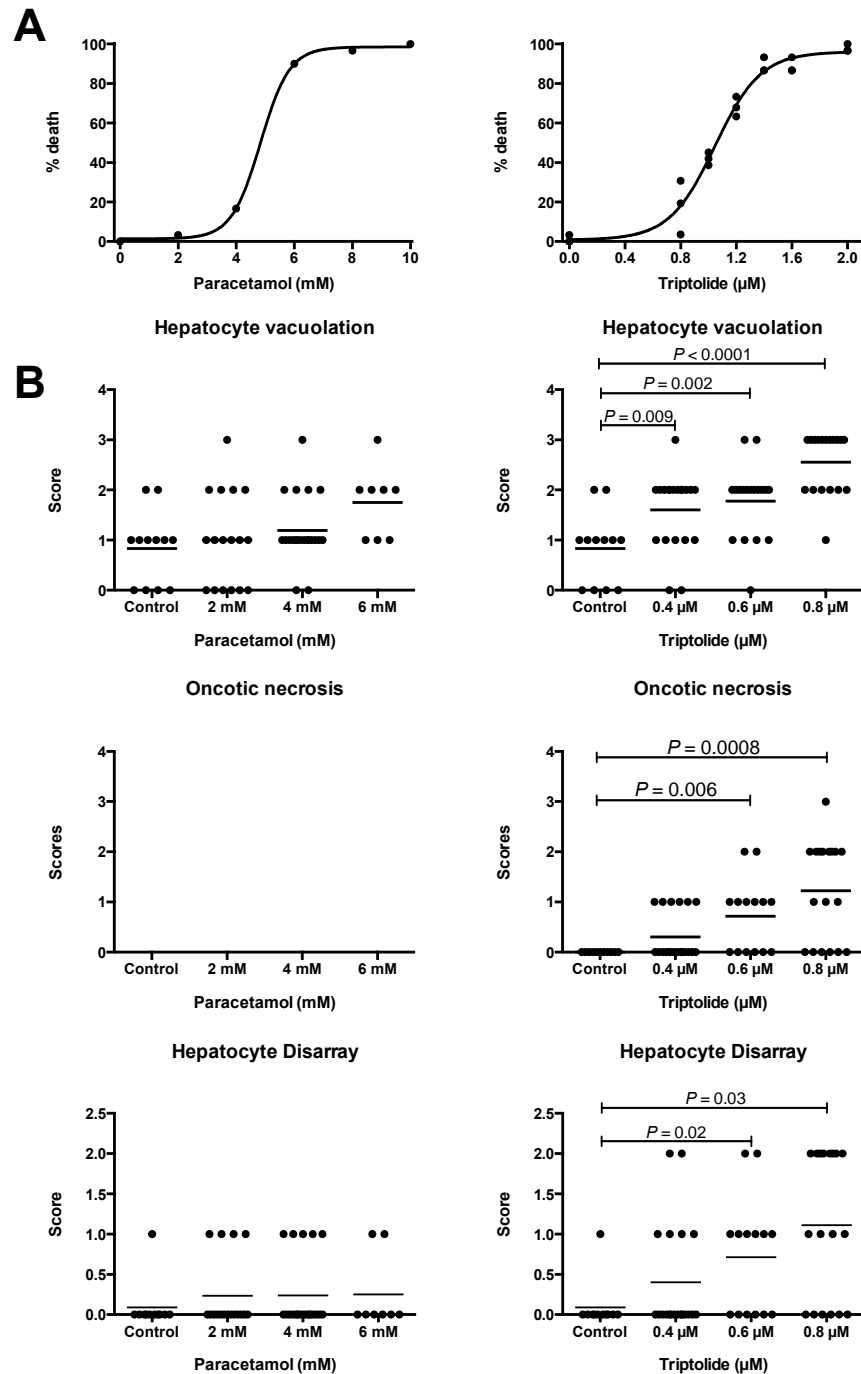 A
% death
100
80
60
40
20
0
0 2 4 6 8 10
Paracetamol (mM)
% death
100
80
60
40
20
0
0.0 0.4 0.8 1.2 1.6 2.0
Triptolide (µM)
B
Hepatocyte vacuolation
Score
4
3
2
1
0
Control 2 mM 4 mM 6 mM
Paracetamol (mM)
Hepatocyte vacuolation
P < 0.0001
P = 0.002
P = 0.009
Score
4
3
2
1
0
Control 0.4 µM 0.6 µM 0.8 µM
Triptolide (µM)
Oncotic necrosis
Scores
4
3
2
1
0
Control 2 mM 4 mM 6 mM
Paracetamol (mM)
Oncotic necrosis
P = 0.0008
P = 0.006
Scores
4
3
2
1
0
Control 0.4 µM 0.6 µM 0.8 µM
Triptolide (µM)
Hepatocyte Disarray
Score
2.5
2.0
1.5
1.0
0.5
0.0
Control 2 mM 4 mM 6 mM
Paracetamol (mM)
Hepatocyte Disarray
P = 0.03
P = 0.02
Score
2.5
2.0
1.5
1.0
0.5
0.0
Control 0.4 µM 0.6 µM 0.8 µM
Triptolide (µM)